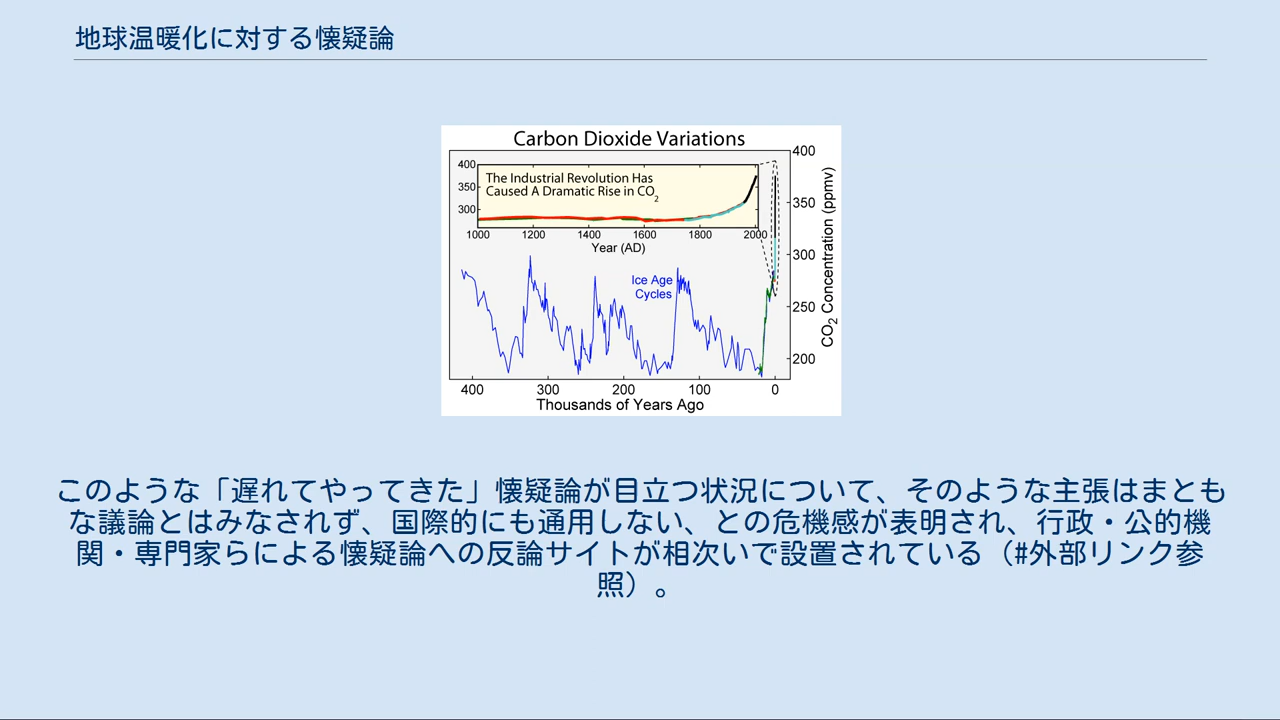 地球温暖化に対する懐疑論
Carbon Dioxide Variations
400
350
300
The Industrial Revolution Has
Caused A Dramatic Rise in CO2
1000 1200 1400 1600 1800 2000
Year (AD)
Ice Age
Cycles
400
350
300
250
200
CO2 Concentration (ppmv)
400 300 200 100 0
Thousands of Years Ago
このような「遅れてやってきた」懐疑論が目立つ状況について、そのような主張はまとも
な議論とはみなされず、国際的にも通用しない、との危機感が表明され、行政・公的機
関・専門家らによる懐疑論への反論サイトが相次いで設置されている（#外部リンク参
照）。